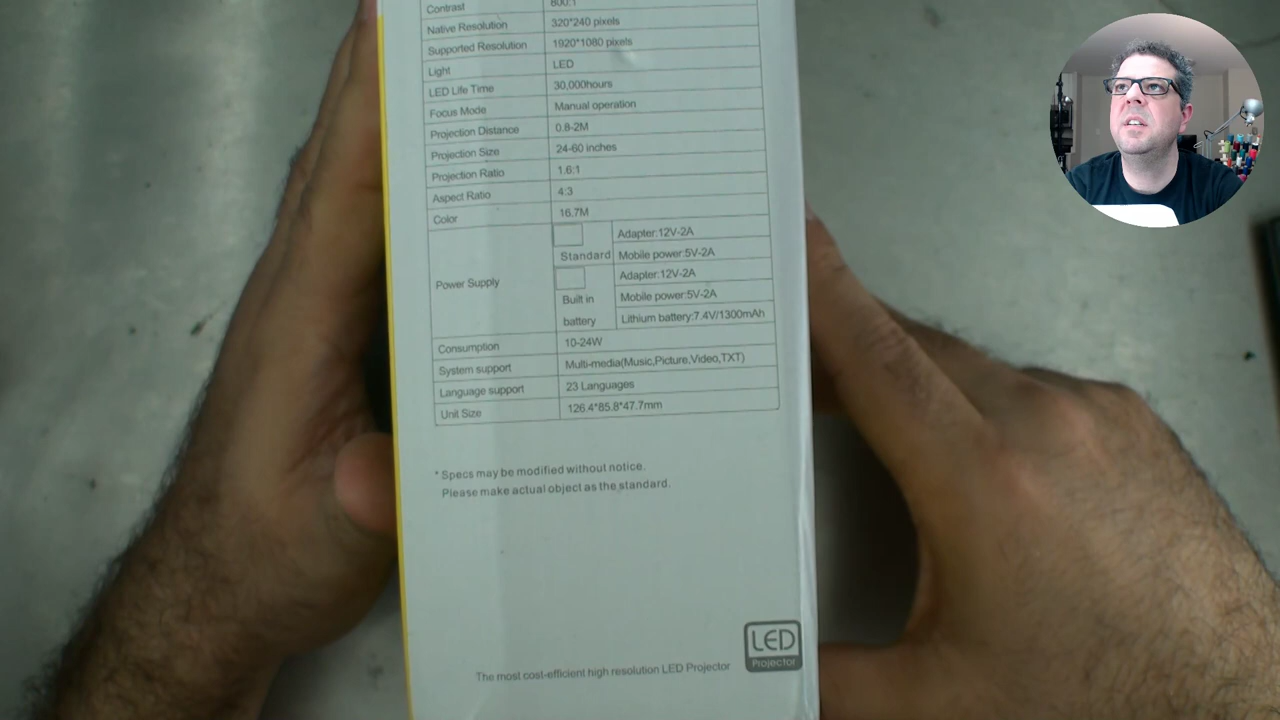 Contrast 800:1
Native Resolution 320*240 pixels
Supported Resolution 1920*1080 pixels
Light LED
LED Life Time 30,000hours
Focus Mode Manual operation
Projection Distance 0.8-2M
Projection Size 24-60 inches
Projection Ratio 1.6:1
Aspect Ratio 4:3
Color 16.7M
Power Supply
Standard
Adapter:12V-2A
Mobile power:5V-2A
Built in
battery
Adapter:12V-2A
Mobile power:5V-2A
Lithium battery:7.4V/1300mAh
Consumption 10-24W
System support Multi-media(Music,Picture,Video,TXT)
Language support 23 Languages
Unit Size 126.4*85.8*47.7mm
* Specs may be modified without notice.
Please make actual object as the standard.
LED
Projector
The most cost-efficient high resolution LED Projector